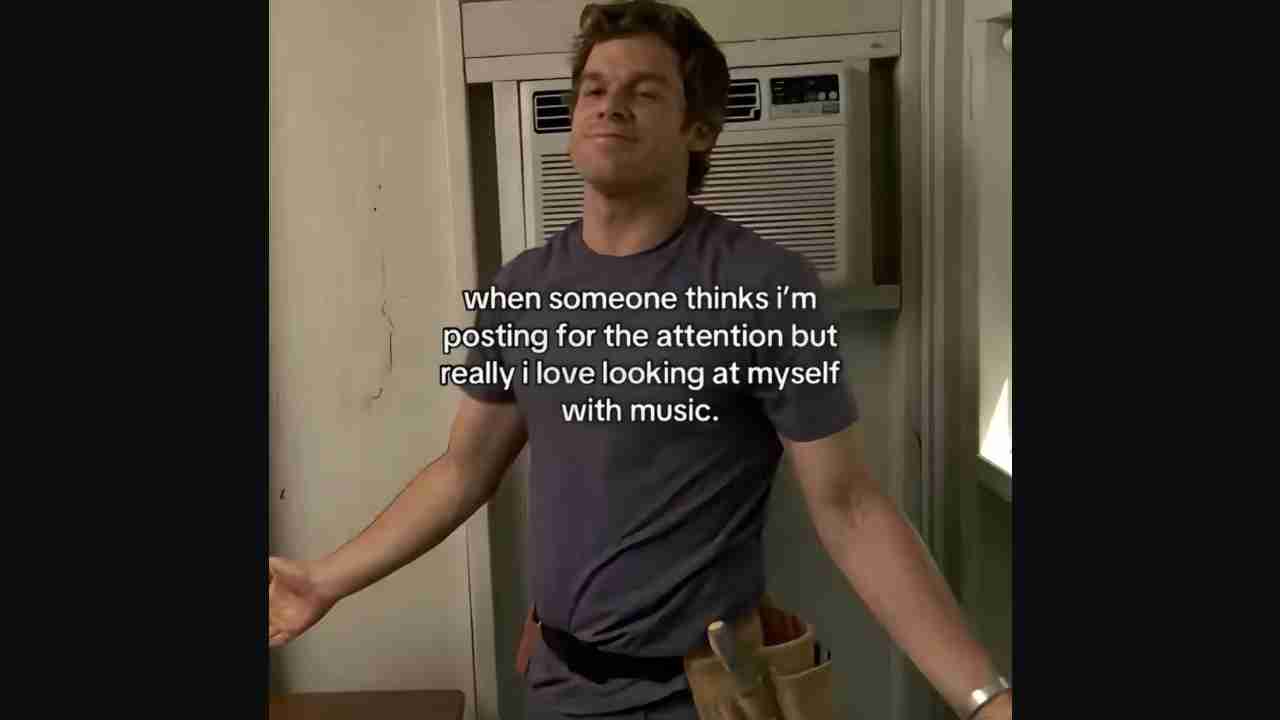 when someone thinks i'm
posting for the attention but
really i love looking at myself
with music.